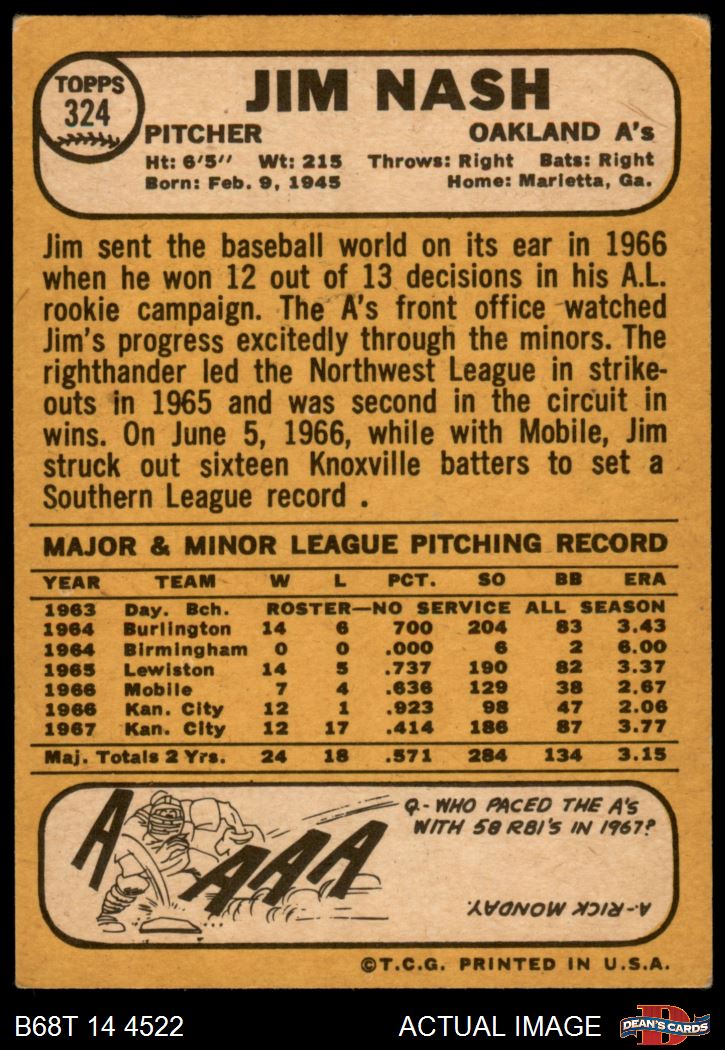 TOPPS
324
JIM NASH
PITCHER OAKLAND A's
Ht: 6'5" Wt: 215 Throws: Right Bats: Right
Born: Feb. 9, 1945 Home: Marietta, Ga.
Jim sent the baseball world on its ear in 1966
when he won 12 out of 13 decisions in his A.L.
rookie campaign. The A's front office watched
Jim's progress excitedly through the minors. The
righthander led the Northwest League in strike-
outs in 1965 and was second in the circuit in
wins. On June 5, 1966, while with Mobile, Jim
struck out sixteen Knoxville batters to set a
Southern League record .
MAJOR & MINOR LEAGUE PITCHING RECORD
YEAR TEAM W L PCT. SO BB ERA
1963 Day. Bch. ROSTER—NO SERVICE ALL SEASON
1964 Burlington 14 6 700 204 83 3.43
1964 Birmingham 0 0 .000 6 2 6.00
1965 Lewiston 14 5 .737 190 82 3.37
1966 Mobile 7 4 .636 129 38 2.67
1966 Kan. City 12 1 .923 98 47 2.06
1967 Kan. City 12 17 .414 186 87 3.77
Maj. Totals 2 Yrs. 24 18 .571 284 134 3.15
A AAA
Q-WHO PACED THE A'S
WITH 58 RBI'S IN 1967?
A-RICK MONDAY.
©T.C.G. PRINTED IN U.S.A.
B68T 14 4522 ACTUAL IMAGE
D
DEAN'S CARDS